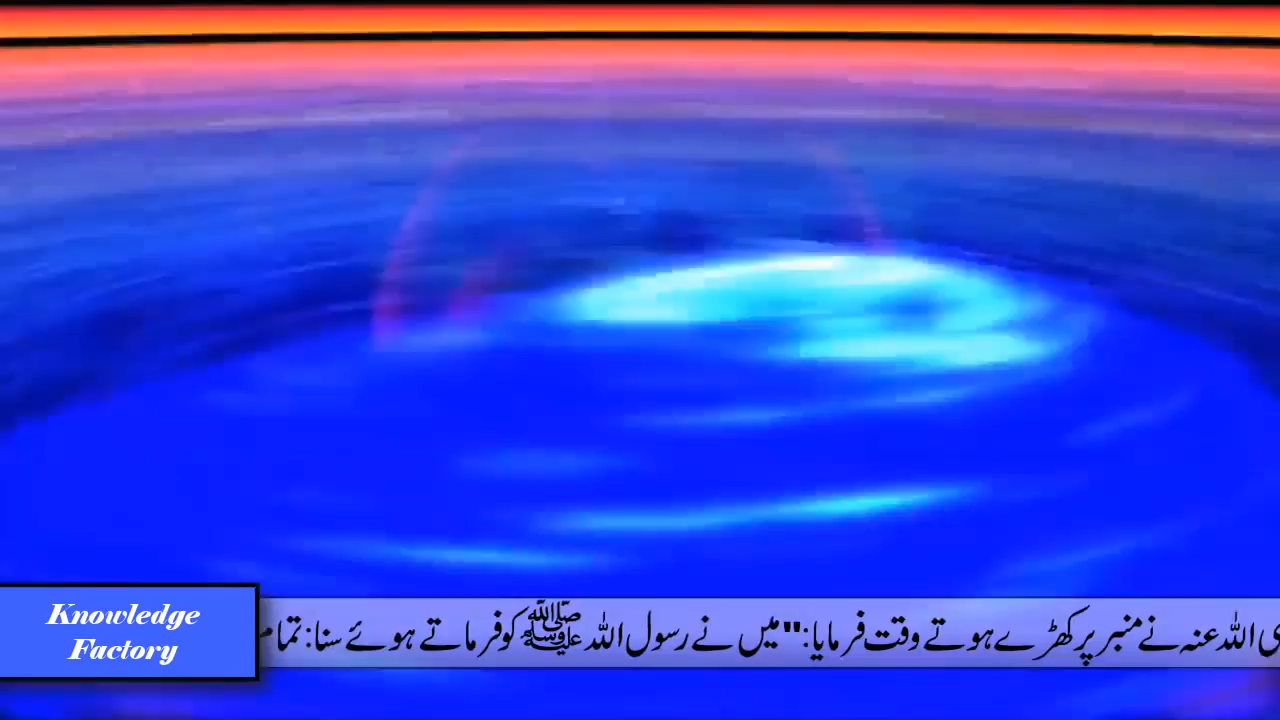 Knowledge
Factory
اللہ عنہ نے منبر پر کھڑے ہوتے وقت فرمایا: "میں نے رسول اللہ ﷺ کو فرماتے ہوئے سنا: تمام